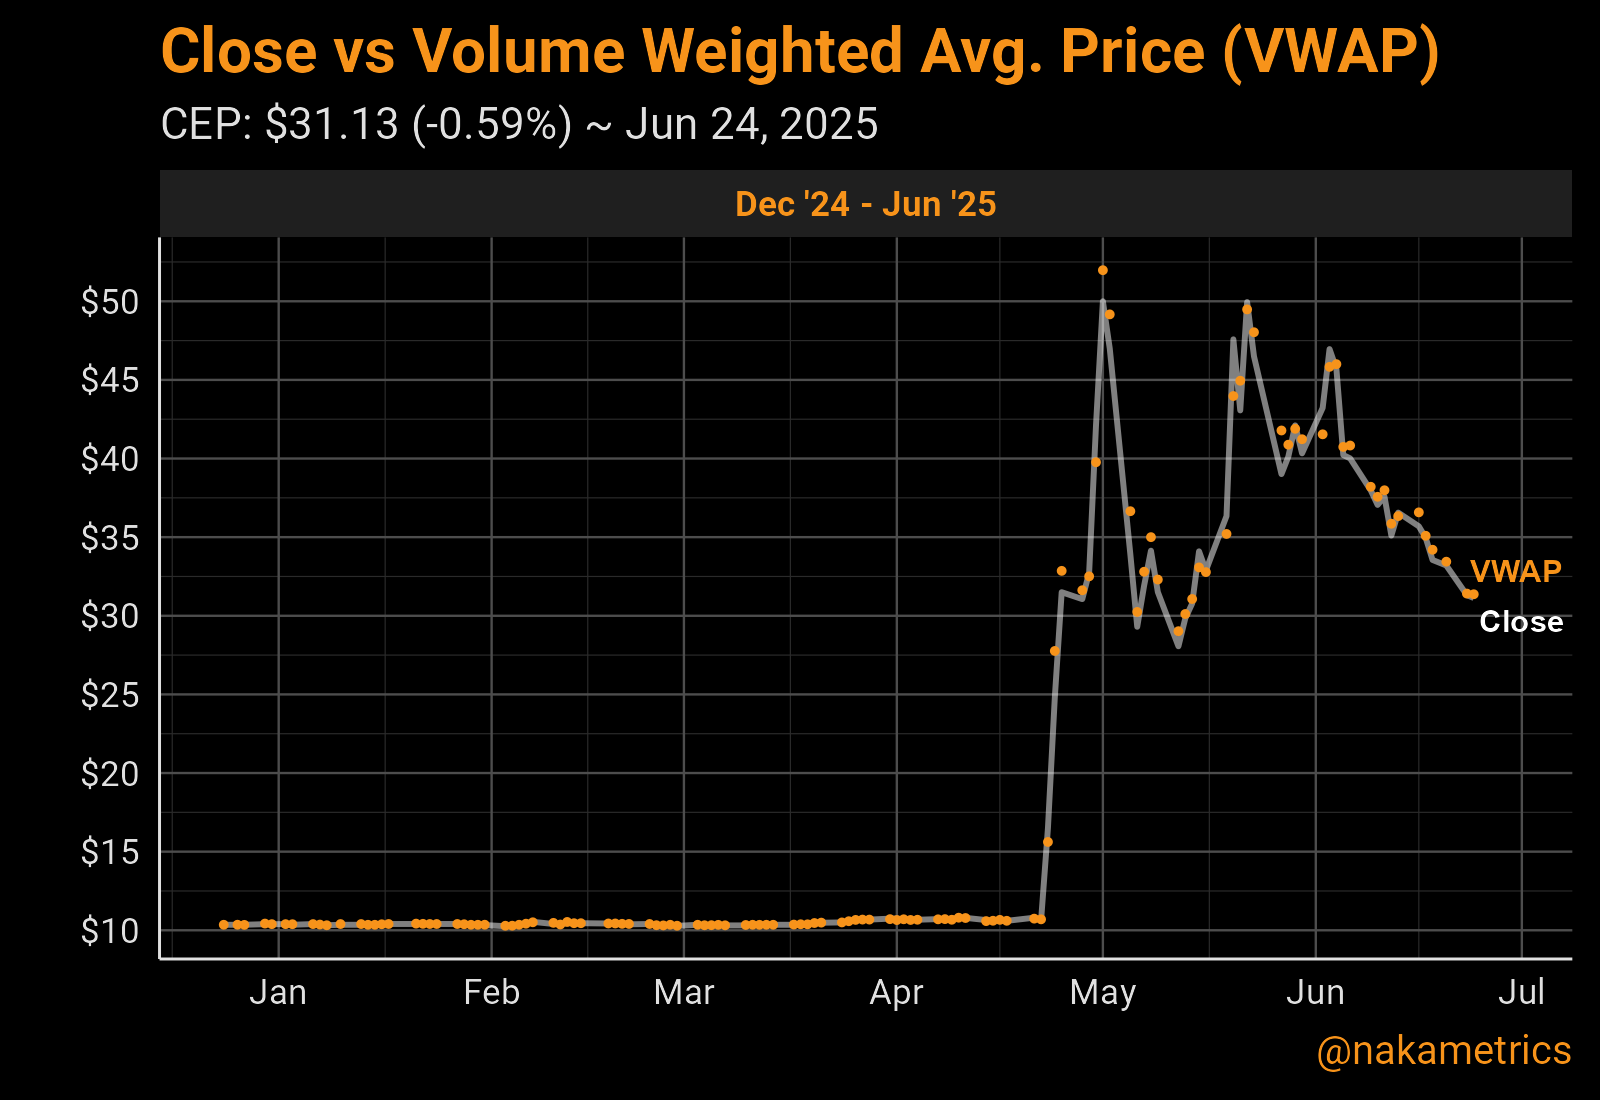 Close vs Volume Weighted Avg. Price (VWAP)
CEP: $31.13 (-0.59%) ~ Jun 24, 2025
Dec '24 - Jun '25
$50
$45
$40
$35
$30
$25
$20
$15
$10
VWAP
Close
Jan Feb Mar Apr May Jun Jul
@nakametrics